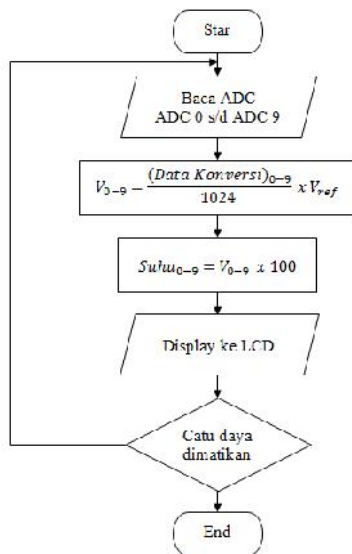 Star
Baca ADC
ADC 0 s/d ADC 9
V₀₋₉ = (Data Konversi)₀₋₉ / 1024 x Vref
Suhu₀₋₉ = V₀₋₉ x 100
Display ke LCD
Catu daya
dimatikan
End